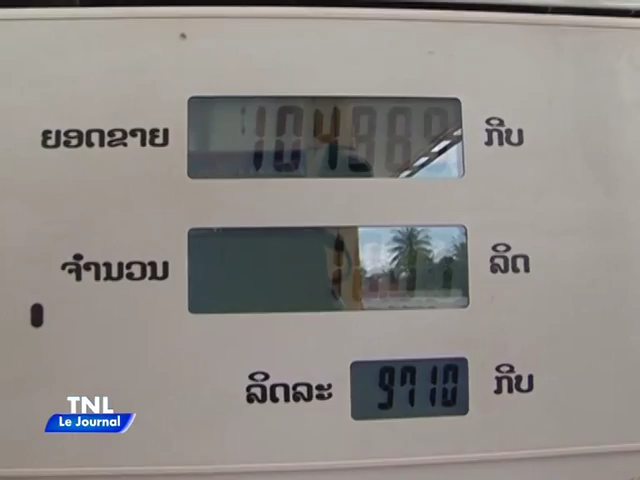 ຍອດຂາຍ ກີບ
ຈຳນວນ ລິດ
ລິດລະ 9710 ກີບ
TNL
Le Journal